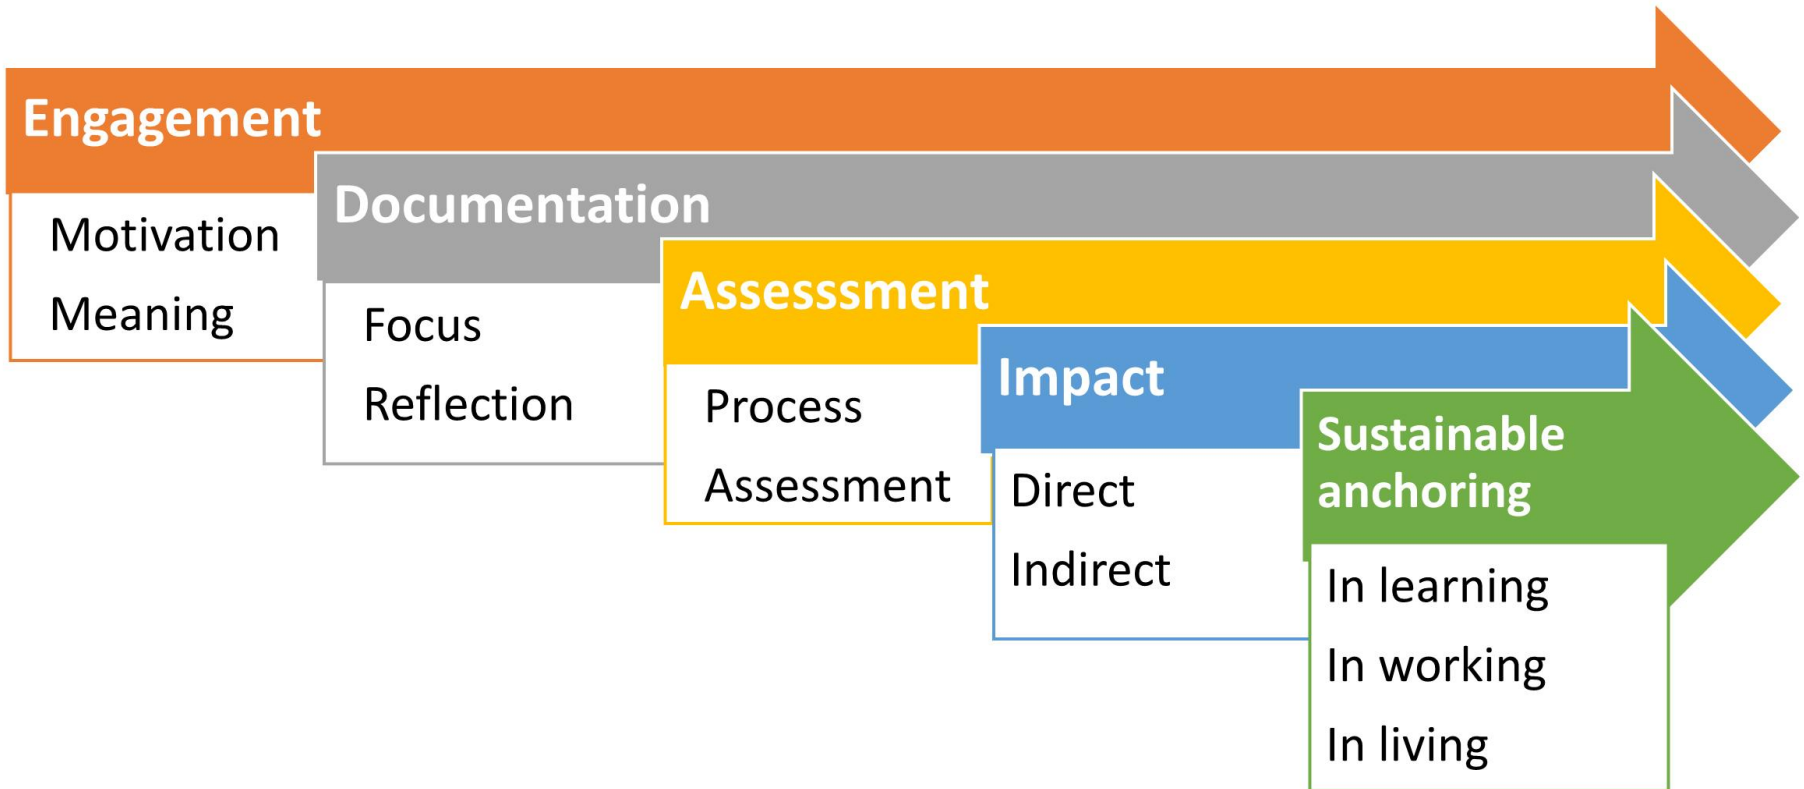 Engagement
Motivation
Meaning
Documentation
Focus
Reflection
Assesssment
Process
Assessment
Impact
Direct
Indirect
Sustainable
anchoring
In learning
In working
In living